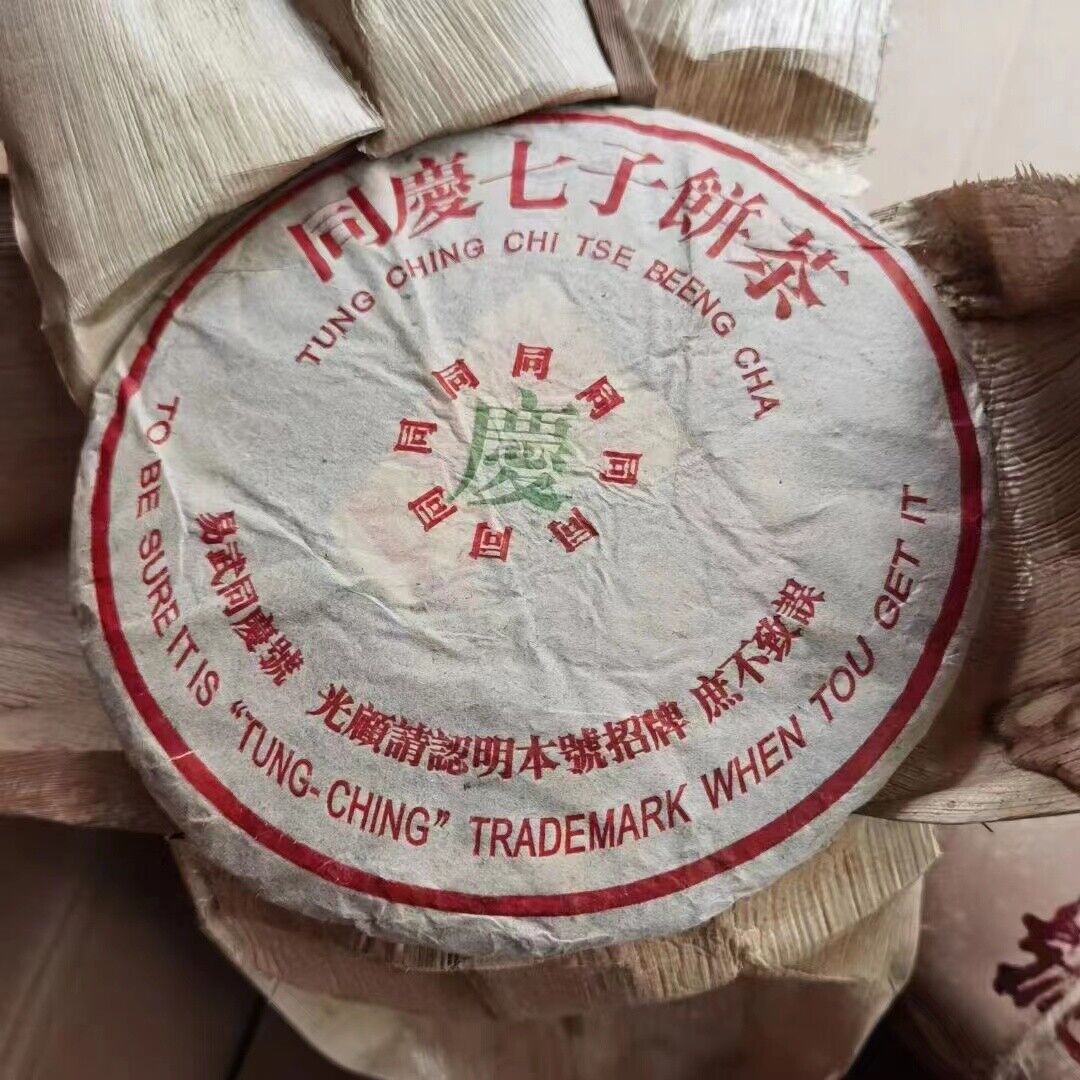 同慶七子餅茶
TUNG CHING CHI TSE BEENG CHA
同同同同同同同同
慶
易武同慶號 光顧請認明本號招牌 庶不致誤
TO BE SURE IT IS “TUNG-CHING” TRADEMARK WHEN TOU GET IT